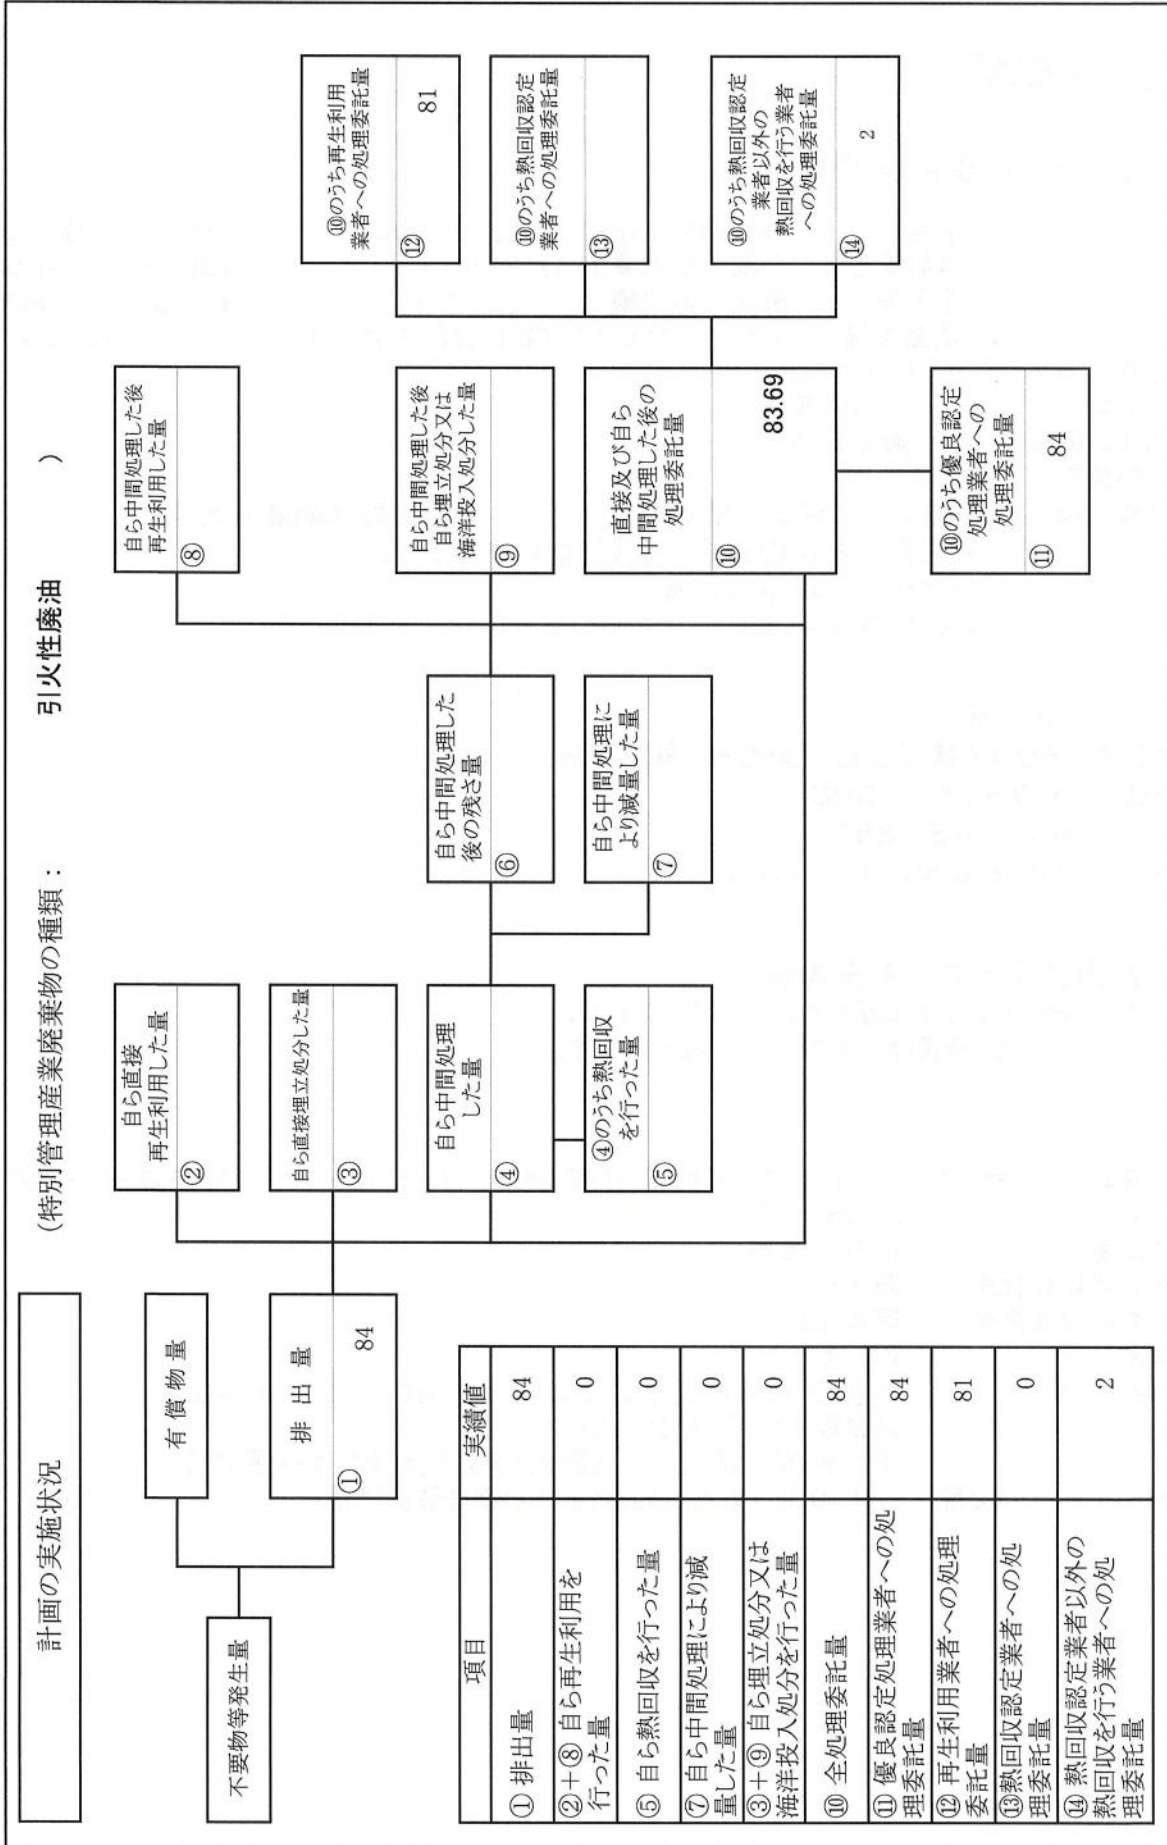 計画の実施状況
(特別管理産業廃棄物の種類： 引火性廃油 )
不要物等発生量
有償物量
排出量
① 84
自ら直接
再生利用した量
②
自ら直接埋立処分した量
③
自ら中間処理
した量
④
④のうち熱回収
を行った量
⑤
自ら中間処理した
後の残さ量
⑥
自ら中間処理に
より減量した量
⑦
自ら中間処理した後
再生利用した量
⑧
自ら中間処理した後
自ら埋立処分又は
海洋投入処分した量
⑨
直接及び自ら
中間処理した後の
処理委託量
⑩ 83.69
⑩のうち優良認定
処理業者への
処理委託量
⑪ 84
⑩のうち再生利用
業者への処理委託量
⑫ 81
⑩のうち熱回収認定
業者への処理委託量
⑬
⑩のうち熱回収認定
業者以外の
熱回収を行う業者
への処理委託量
⑭ 2
項目 実績値
① 排出量 84
②＋⑧ 自ら再生利用を
行った量 0
⑤ 自ら熱回収を行った量 0
⑦ 自ら中間処理により減
量した量 0
③＋⑨ 自ら埋立処分又は
海洋投入処分を行った量 0
⑩ 全処理委託量 84
⑪ 優良認定処理業者への処
理委託量 84
⑫ 再生利用業者への処理
委託量 81
⑬熱回収認定業者への処
理委託量 0
⑭ 熱回収認定業者以外の
熱回収を行う業者への処
理委託量 2